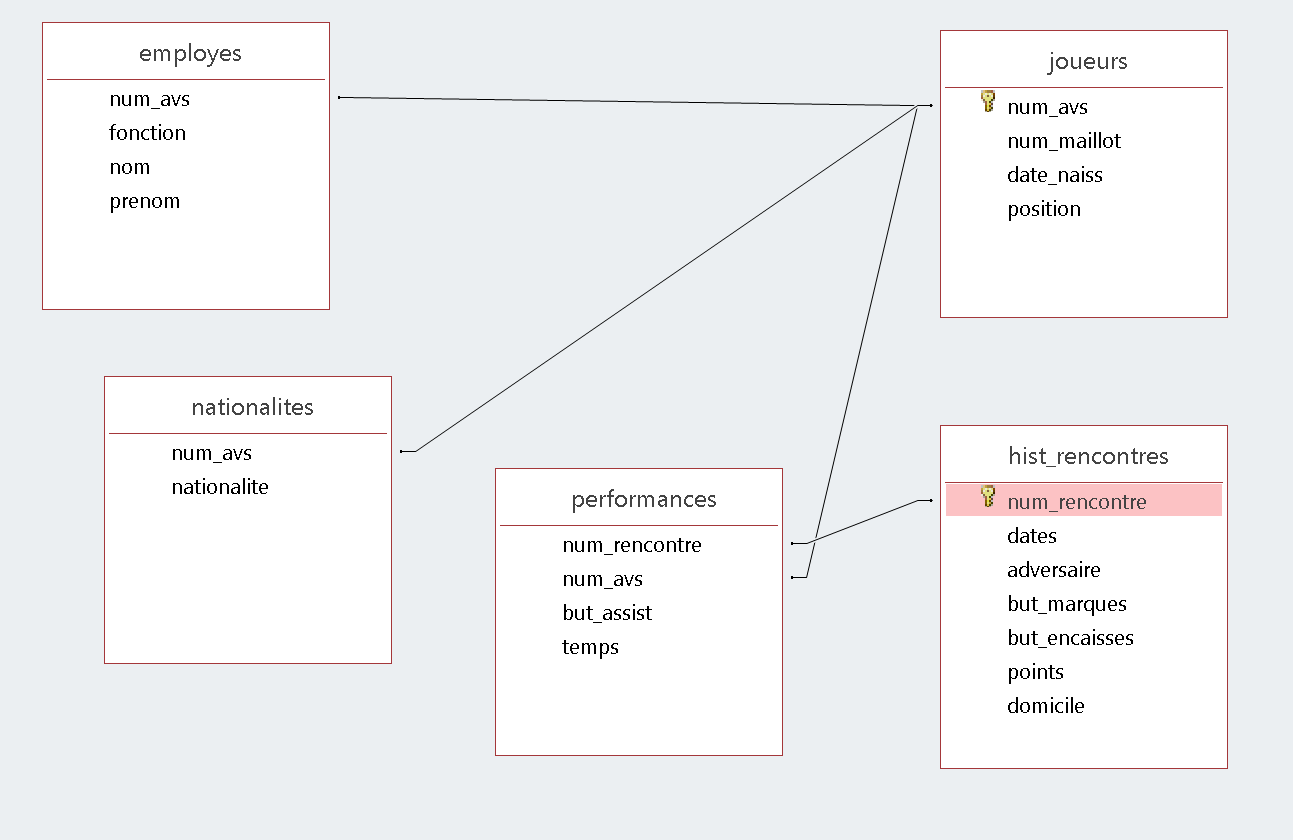 employes
num_avs
fonction
nom
prenom
joueurs
num_avs
num_maillot
date_naiss
position
nationalites
num_avs
nationalite
performances
num_rencontre
num_avs
but_assist
temps
hist_rencontres
num_rencontre
dates
adversaire
but_marques
but_encaisses
points
domicile